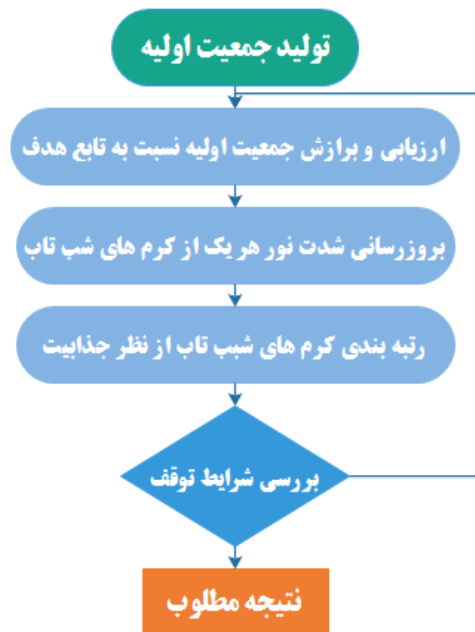 تولید جمعیت اولیه
ارزیابی و برازش جمعیت اولیه نسبت به تابع هدف
بروزرسانی شدت نور هر یک از کرم های شب تاب
رتبه بندی کرم های شبب تاب از نظر جذابیت
بررسی شرایط توقف
نتیجه مطلوب